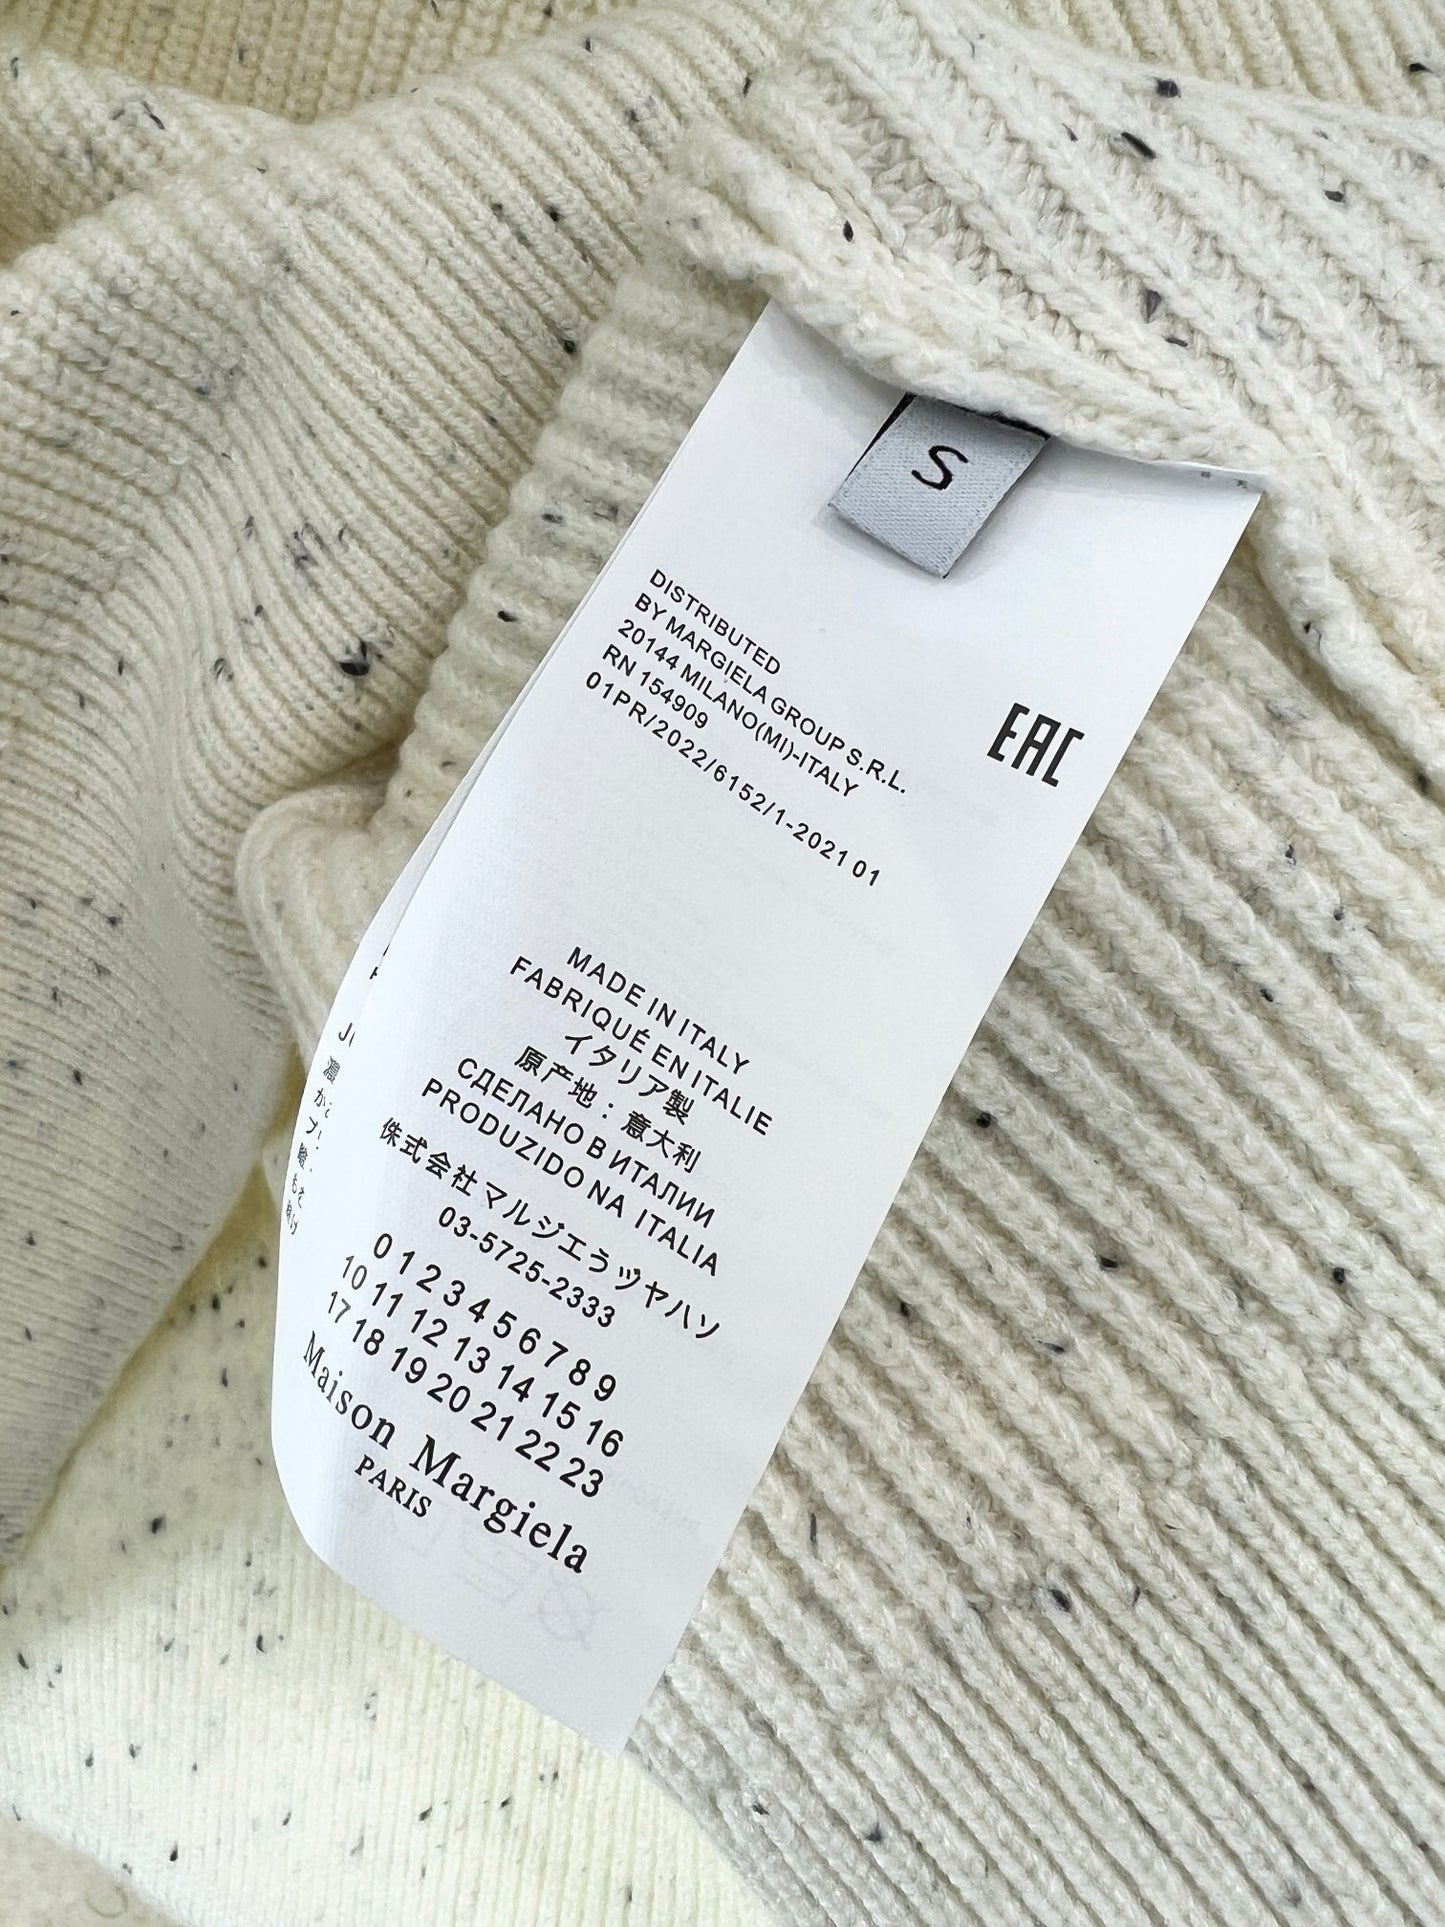 S
DISTRIBUTED
BY MARGIELA GROUP S.R.L.
20144 MILANO(MI)-ITALY
RN 154909
01PR/2022/6152/1-2021 01
EAC
MADE IN ITALY
FABRIQUÉ EN ITALIE
イタリア製
原产地：意大利
СДЕЛАНО В ИТАЛИИ
PRODUZIDO NA ITALIA
侏式会社マルジエうヅヤハソ
03-5725-2333
0 1 2 3 4 5 6 7 8 9
10 11 12 13 14 15 16
17 18 19 20 21 22 23
Maison Margiela
PARIS